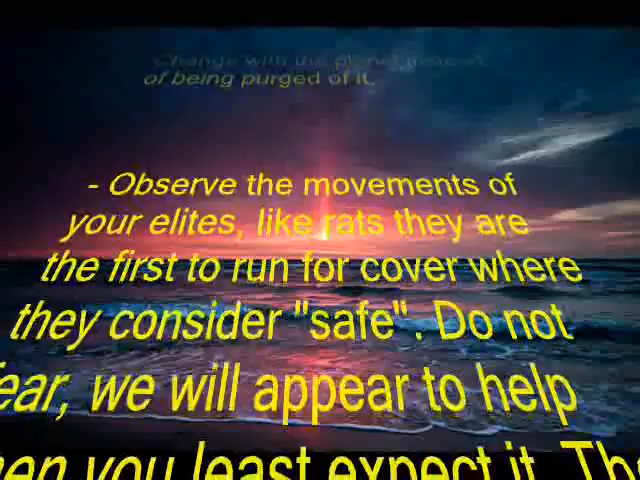 Change with the planet instead
of being purged of it.
- Observe the movements of
your elites, like rats they are
the first to run for cover where
they consider "safe". Do not
fear, we will appear to help
when you least expect it. The